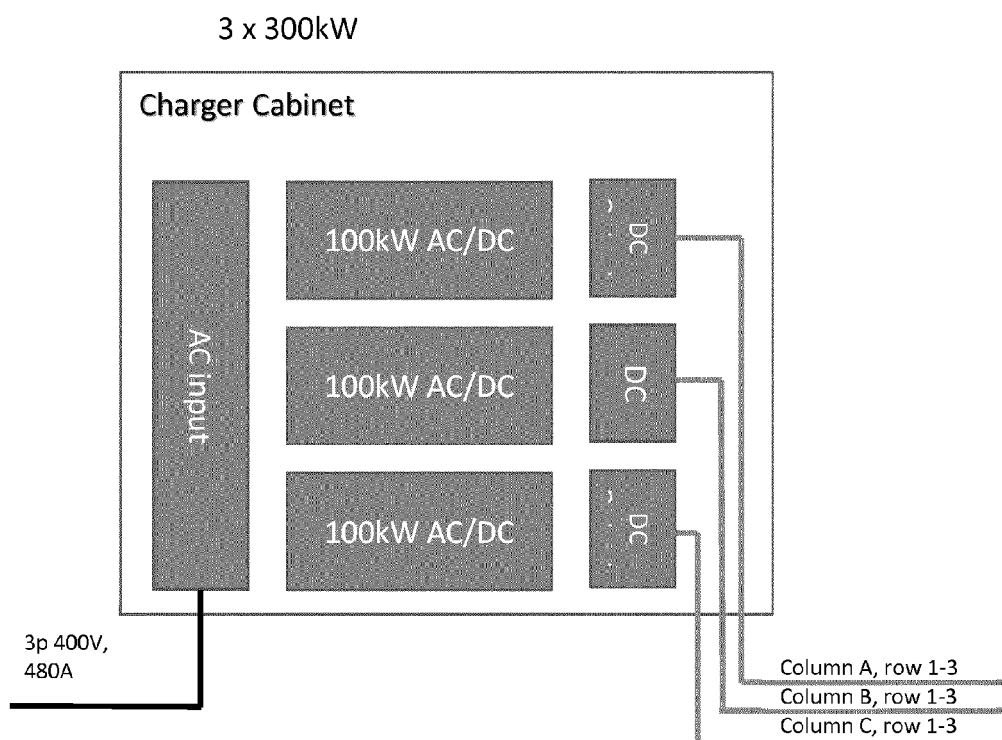 3 x 300kW
Charger Cabinet
AC input
100kW AC/DC
DC
100kW AC/DC
DC
100kW AC/DC
DC
3p 400V,
480A
Column A, row 1-3
Column B, row 1-3
Column C, row 1-3